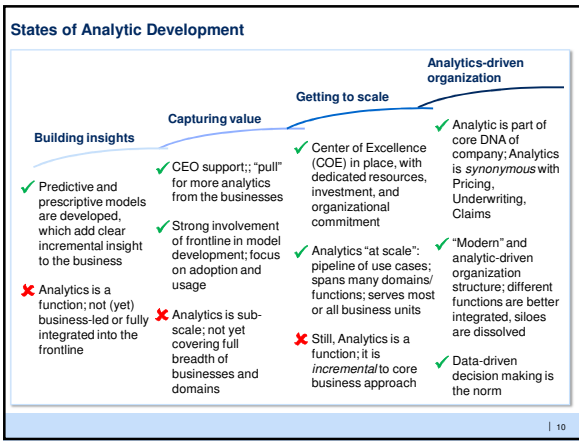 States of Analytic Development
Building insights
✓ Predictive and
prescriptive models
are developed,
which add clear
incremental insight
to the business
✘ Analytics is a
function; not (yet)
business-led or fully
integrated into the
frontline
Capturing value
✓ CEO support;; “pull”
for more analytics
from the businesses
✓ Strong involvement
of frontline in model
development; focus
on adoption and
usage
✘ Analytics is sub-
scale; not yet
covering full
breadth of
businesses and
domains
Getting to scale
✓ Center of Excellence
(COE) in place, with
dedicated resources,
investment, and
organizational
commitment
✓ Analytics “at scale”:
pipeline of use cases;
spans many domains/
functions; serves most
or all business units
✘ Still, Analytics is a
function; it is
incremental to core
business approach
Analytics-driven
organization
✓ Analytic is part of
core DNA of
company; Analytics
is synonymous with
Pricing,
Underwriting,
Claims
✓ “Modern” and
analytic-driven
organization
structure; different
functions are better
integrated, siloes
are dissolved
✓ Data-driven
decision making is
the norm
| 10